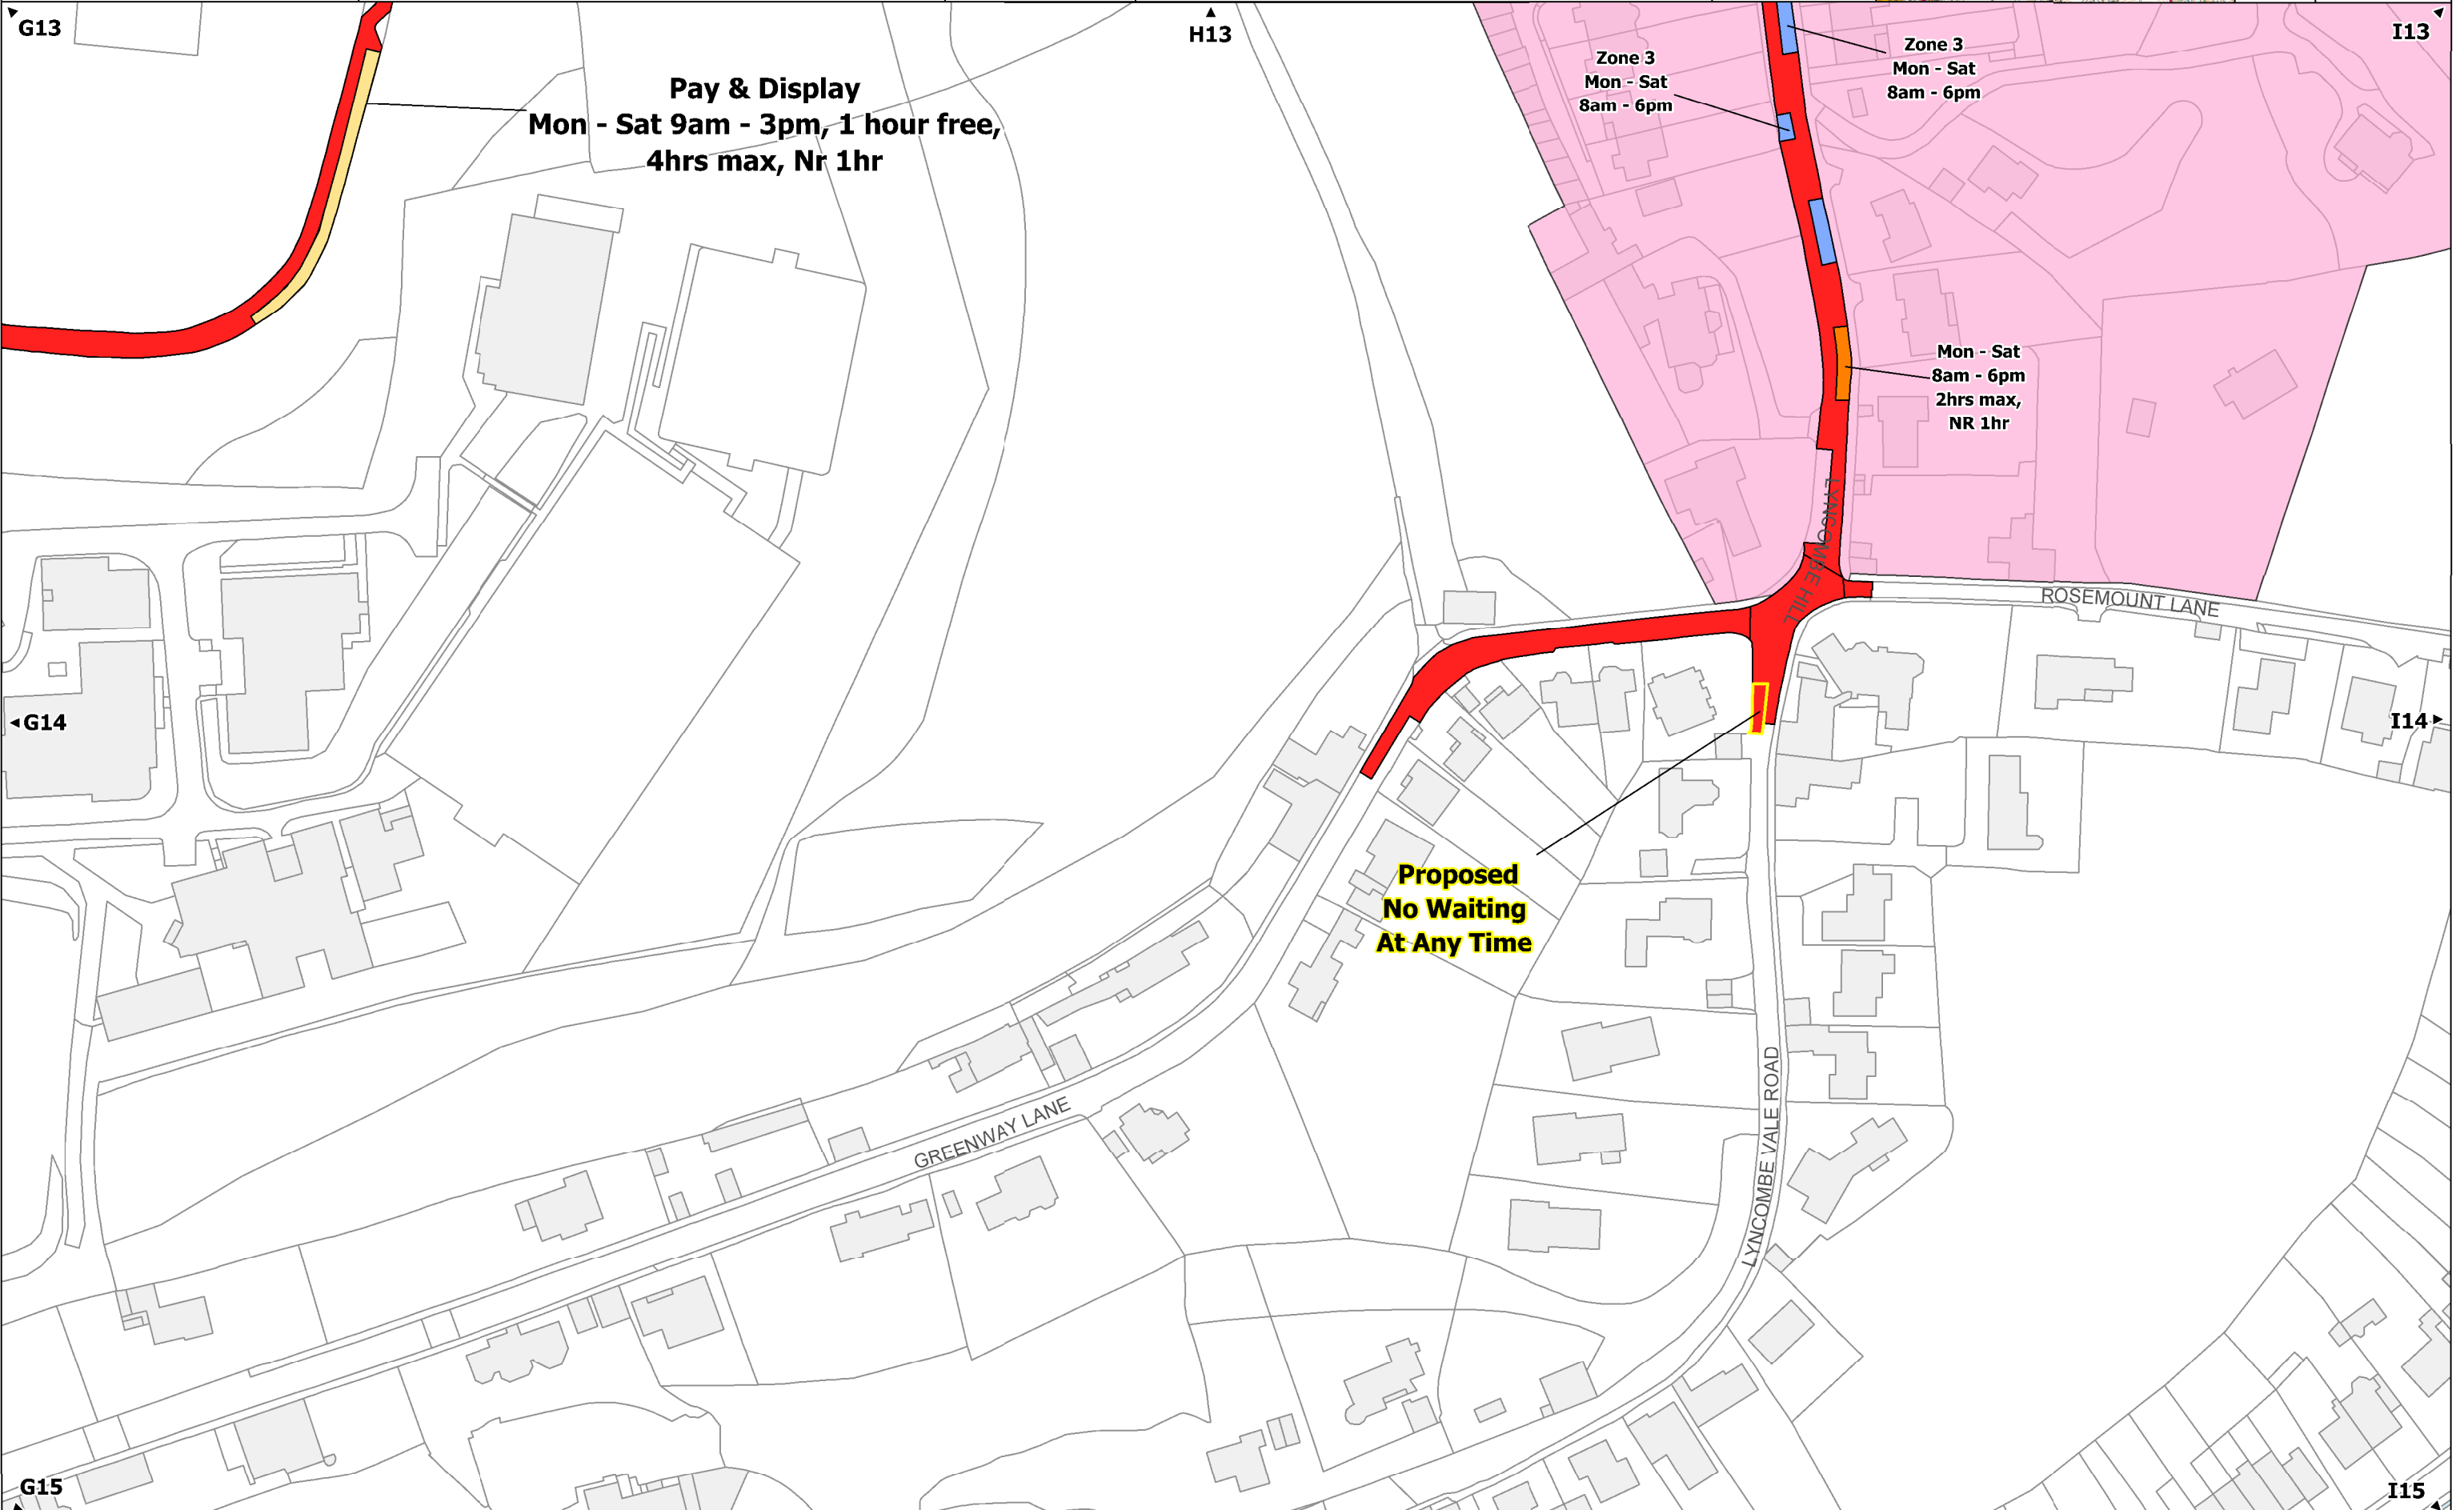 G13
H13
I13
Pay & Display
Mon - Sat 9am - 3pm, 1 hour free,
4hrs max, Nr 1hr
Zone 3
Mon - Sat
8am - 6pm
Zone 3
Mon - Sat
8am - 6pm
Mon - Sat
8am - 6pm
2hrs max,
NR 1hr
LYNCOMBE HILL
ROSEMOUNT LANE
G14
I14
Proposed
No Waiting
At Any Time
GREENWAY LANE
LYNCOMBE VALE ROAD
G15
I15